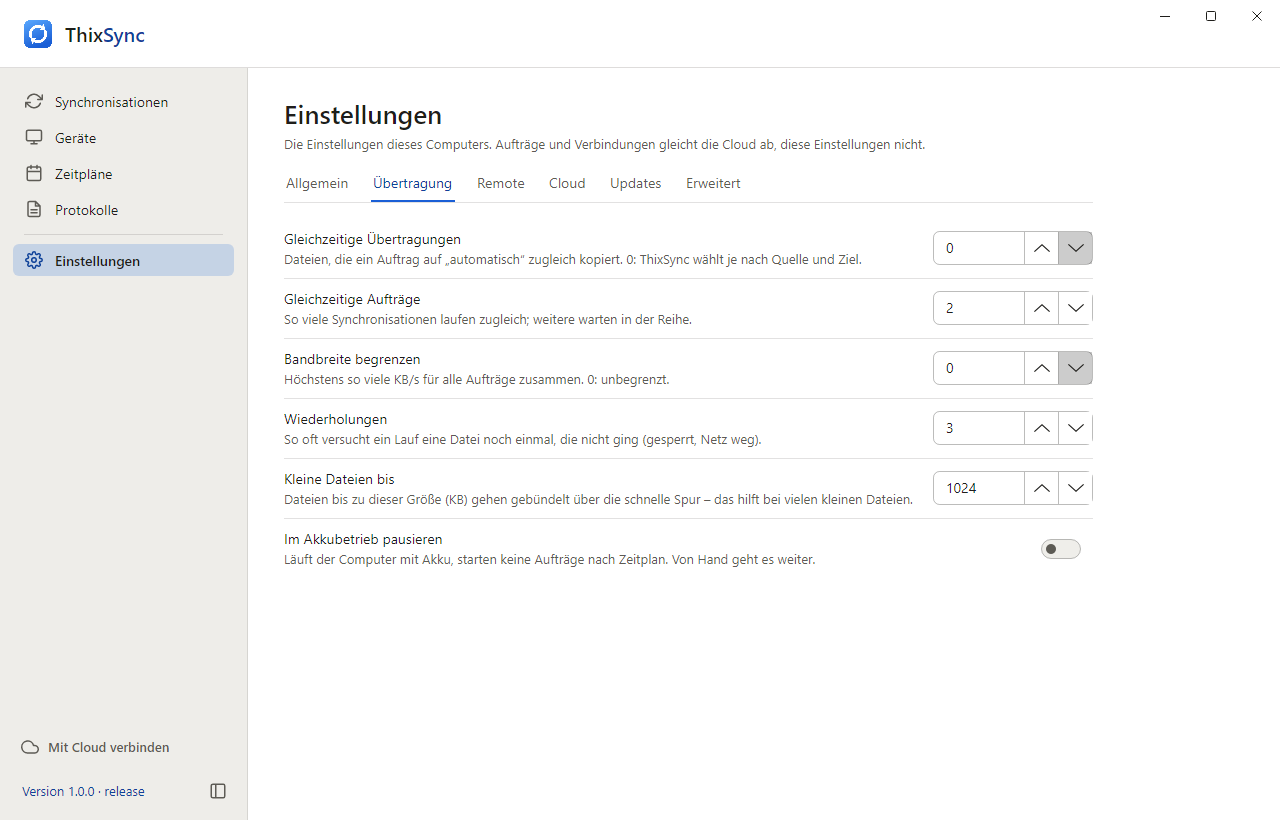 ThixSync
Synchronisationen
Geräte
Zeitpläne
Protokolle
Einstellungen
Mit Cloud verbinden
Version 1.0.0 · release
Einstellungen
Die Einstellungen dieses Computers. Aufträge und Verbindungen gleicht die Cloud ab, diese Einstellungen nicht.
Allgemein Übertragung Remote Cloud Updates Erweitert
Gleichzeitige Übertragungen
Dateien, die ein Auftrag auf „automatisch“ zugleich kopiert. 0: ThixSync wählt je nach Quelle und Ziel.
0
Gleichzeitige Aufträge
So viele Synchronisationen laufen zugleich; weitere warten in der Reihe.
2
Bandbreite begrenzen
Höchstens so viele KB/s für alle Aufträge zusammen. 0: unbegrenzt.
0
Wiederholungen
So oft versucht ein Lauf eine Datei noch einmal, die nicht ging (gesperrt, Netz weg).
3
Kleine Dateien bis
Dateien bis zu dieser Größe (KB) gehen gebündelt über die schnelle Spur – das hilft bei vielen kleinen Dateien.
1024
Im Akkubetrieb pausieren
Läuft der Computer mit Akku, starten keine Aufträge nach Zeitplan. Von Hand geht es weiter.